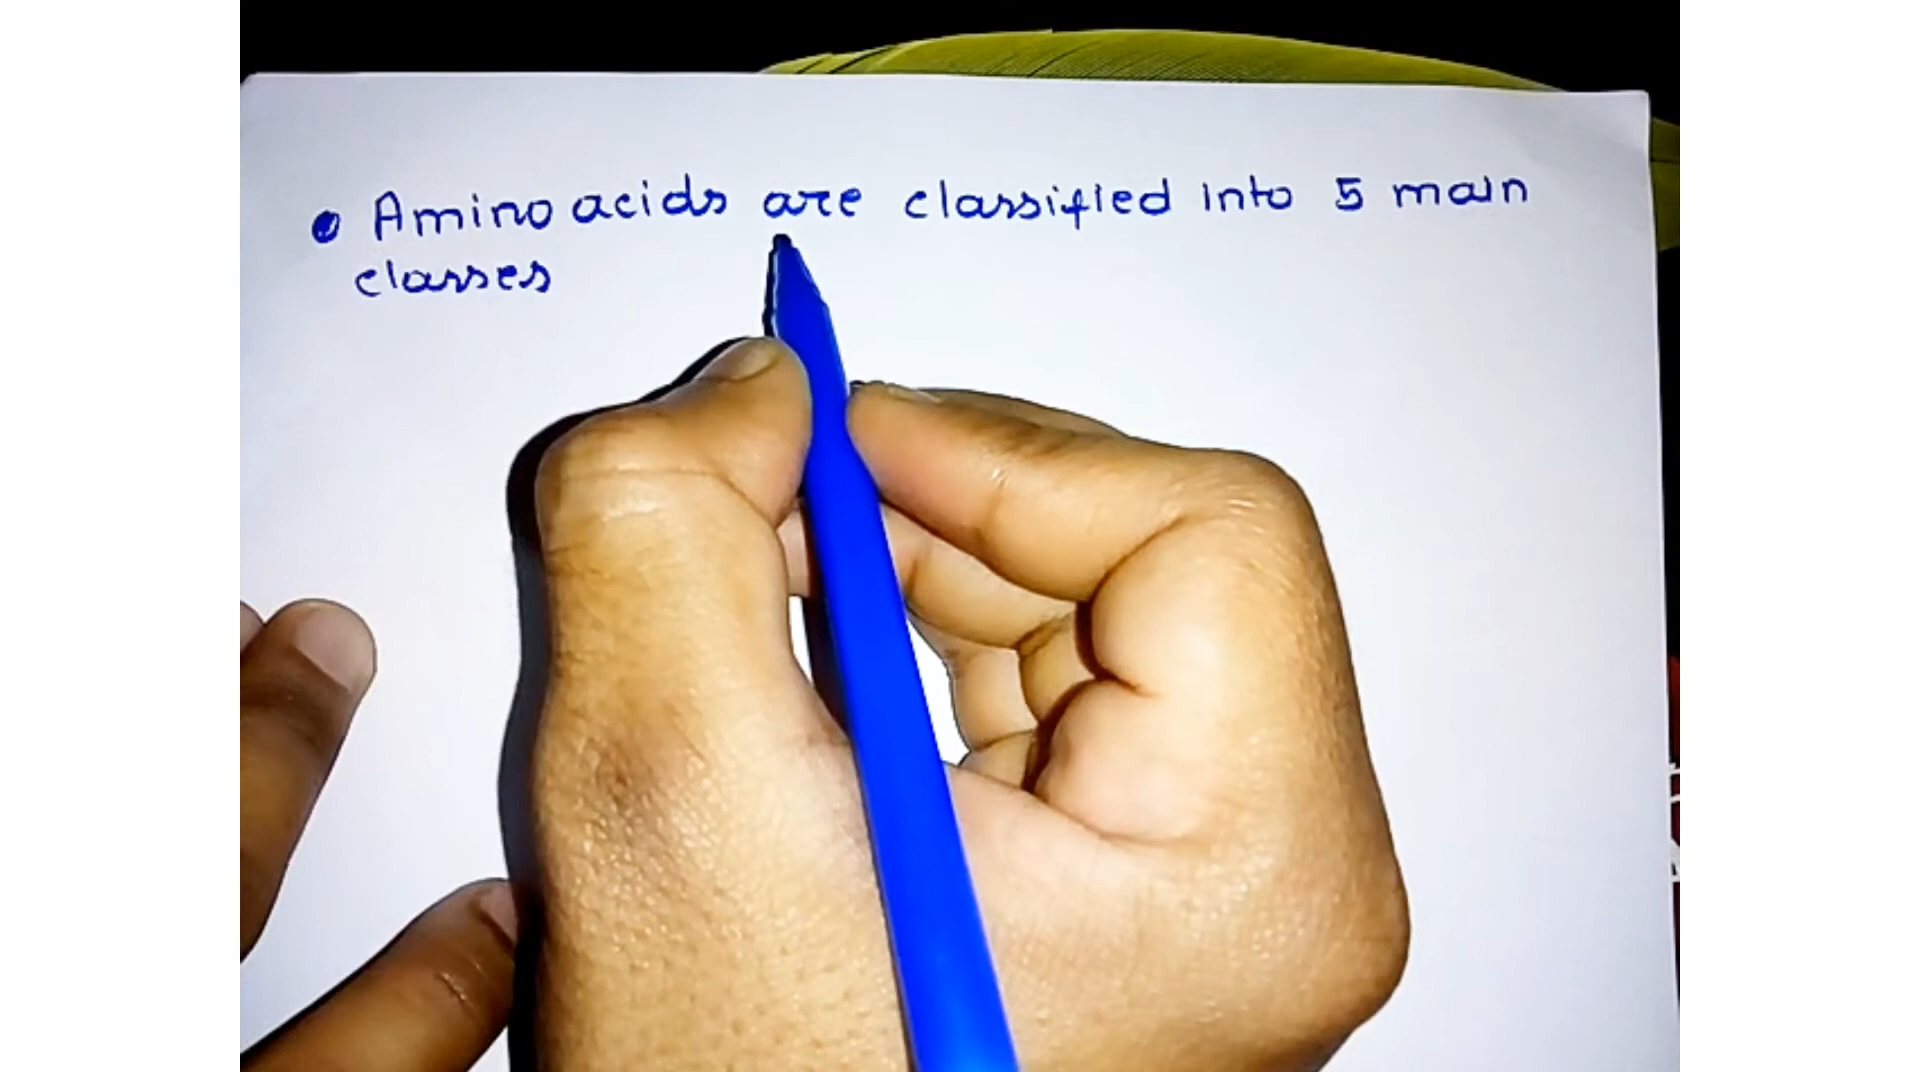 • Amino acids are classified into 5 main
classes